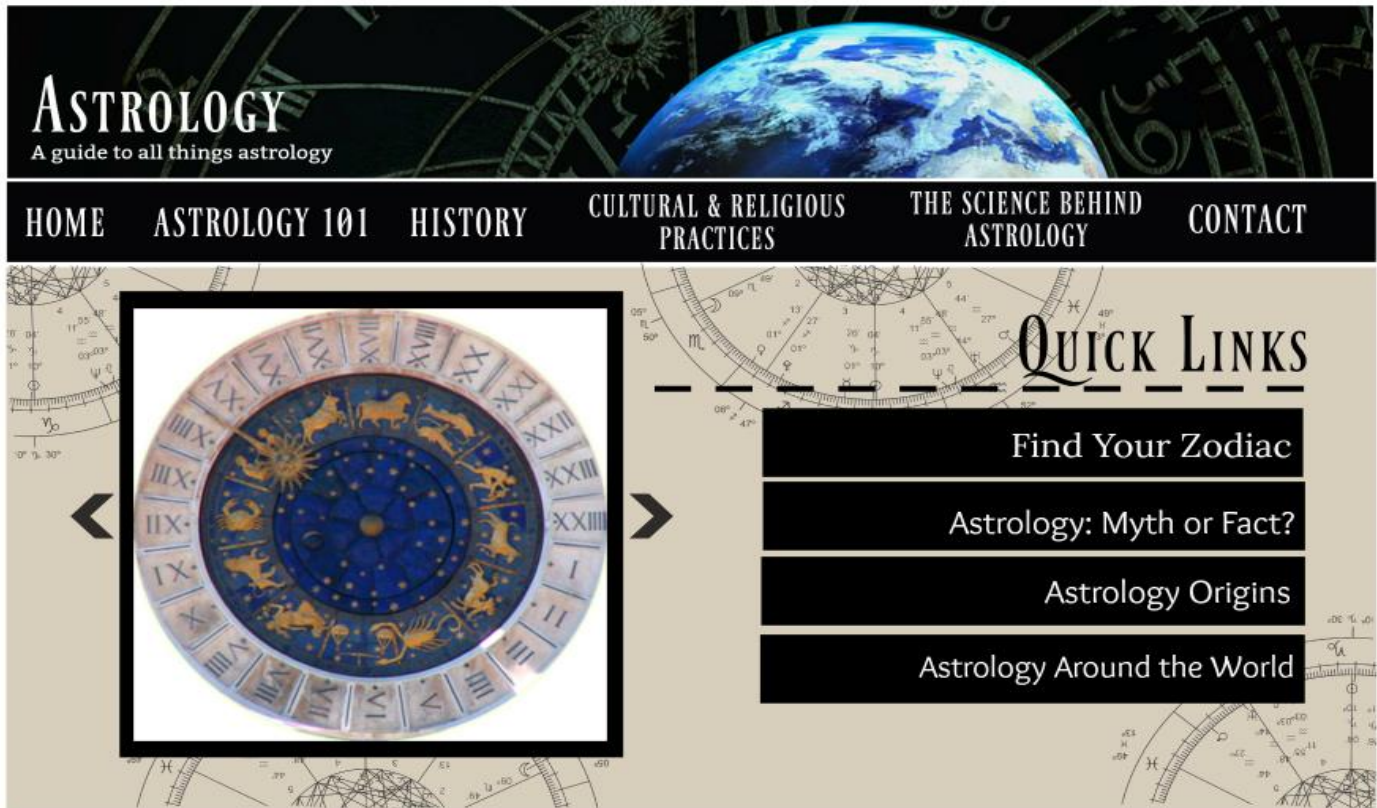 ASTROLOGY
A guide to all things astrology
HOME
ASTROLOGY 101
HISTORY
CULTURAL & RELIGIOUS
PRACTICES
THE SCIENCE BEHIND
ASTROLOGY
CONTACT
QUICK LINKS
Find Your Zodiac
Astrology: Myth or Fact?
Astrology Origins
Astrology Around the World